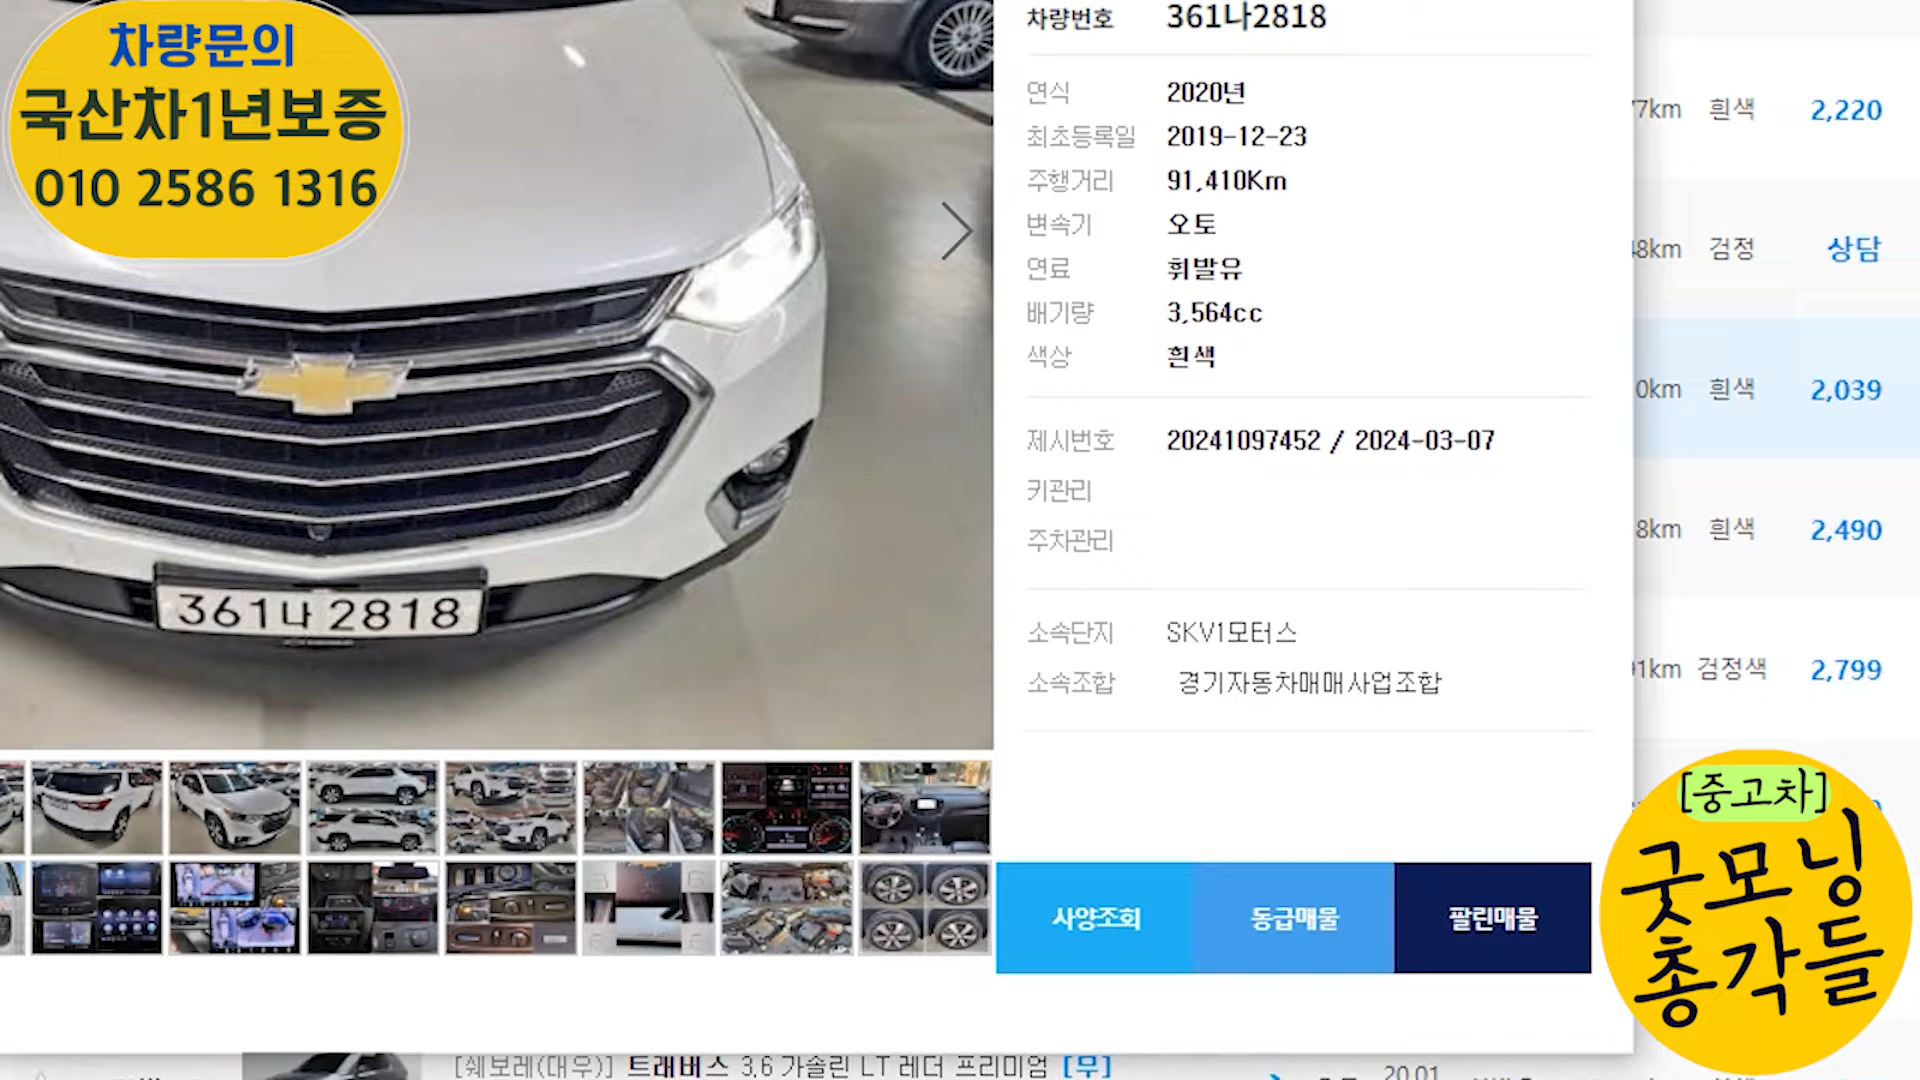 차량문의
국산차1년보증
010 2586 1316
차량번호 361나2818
연식 2020년
최초등록일 2019-12-23
주행거리 91,410Km
변속기 오토
연료 휘발유
배기량 3,564cc
색상 흰색
제시번호 20241097452 / 2024-03-07
키관리
주차관리
소속단지 SKV1모터스
소속조합 경기자동차매매사업조합
사양조회 동급매물 팔린매물
7km 흰색 2,220
48km 검정 상담
0km 흰색 2,039
8km 흰색 2,490
91km 검정색 2,799
361나 2818
[중고차]
굿모닝
총각들
[쉐보레(대우)] 트래버스 3.6 가솔린 LT 레더 프리미엄 [무]
20.01